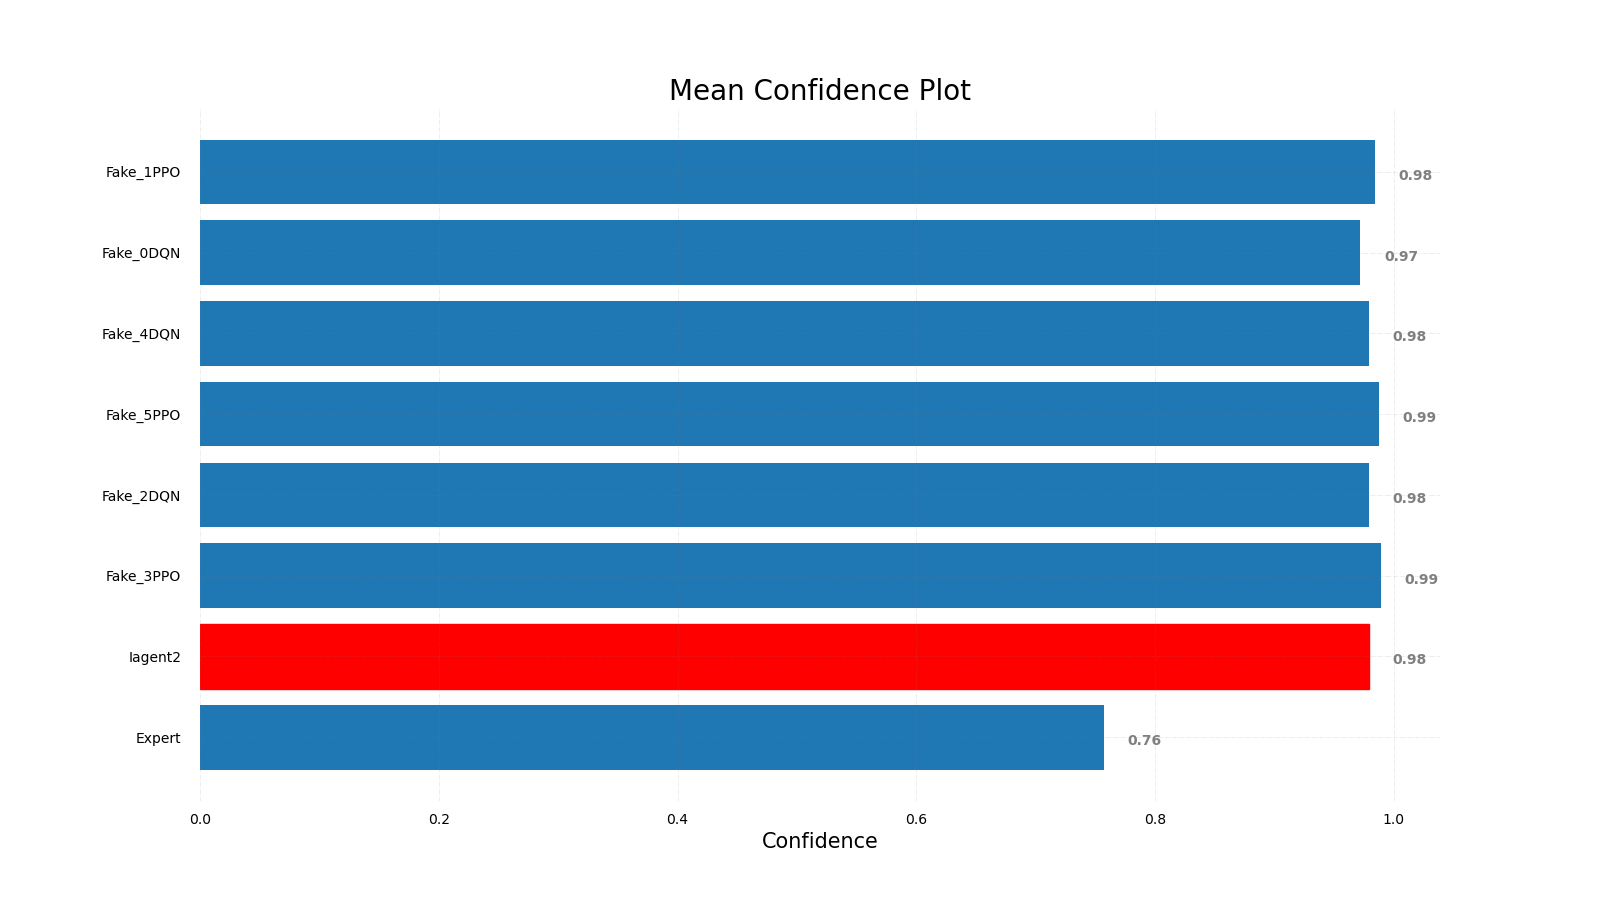 Mean Confidence Plot
Fake_1PPO 0.98
Fake_0DQN 0.97
Fake_4DQN 0.98
Fake_5PPO 0.99
Fake_2DQN 0.98
Fake_3PPO 0.99
Iagent2 0.98
Expert 0.76
0.0 0.2 0.4 0.6 0.8 1.0
Confidence